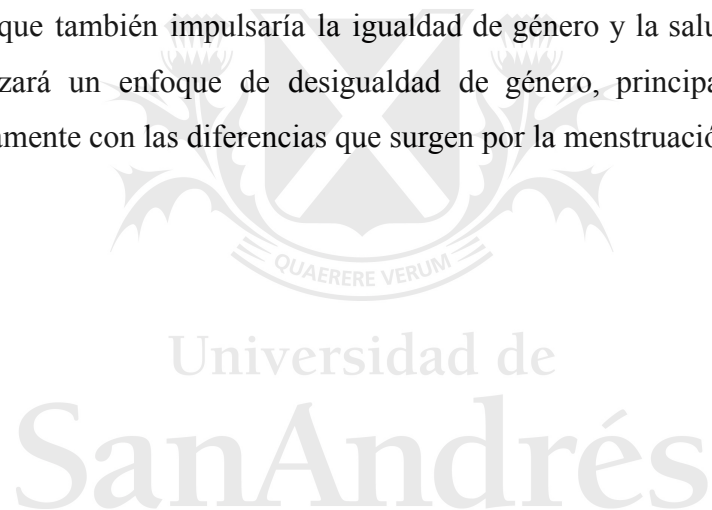 que también impulsaría la igualdad de género y la salu
zará un enfoque de desigualdad de género, principa
amente con las diferencias que surgen por la menstruació
QUAERERE VERUM
Universidad de
SanAndrés